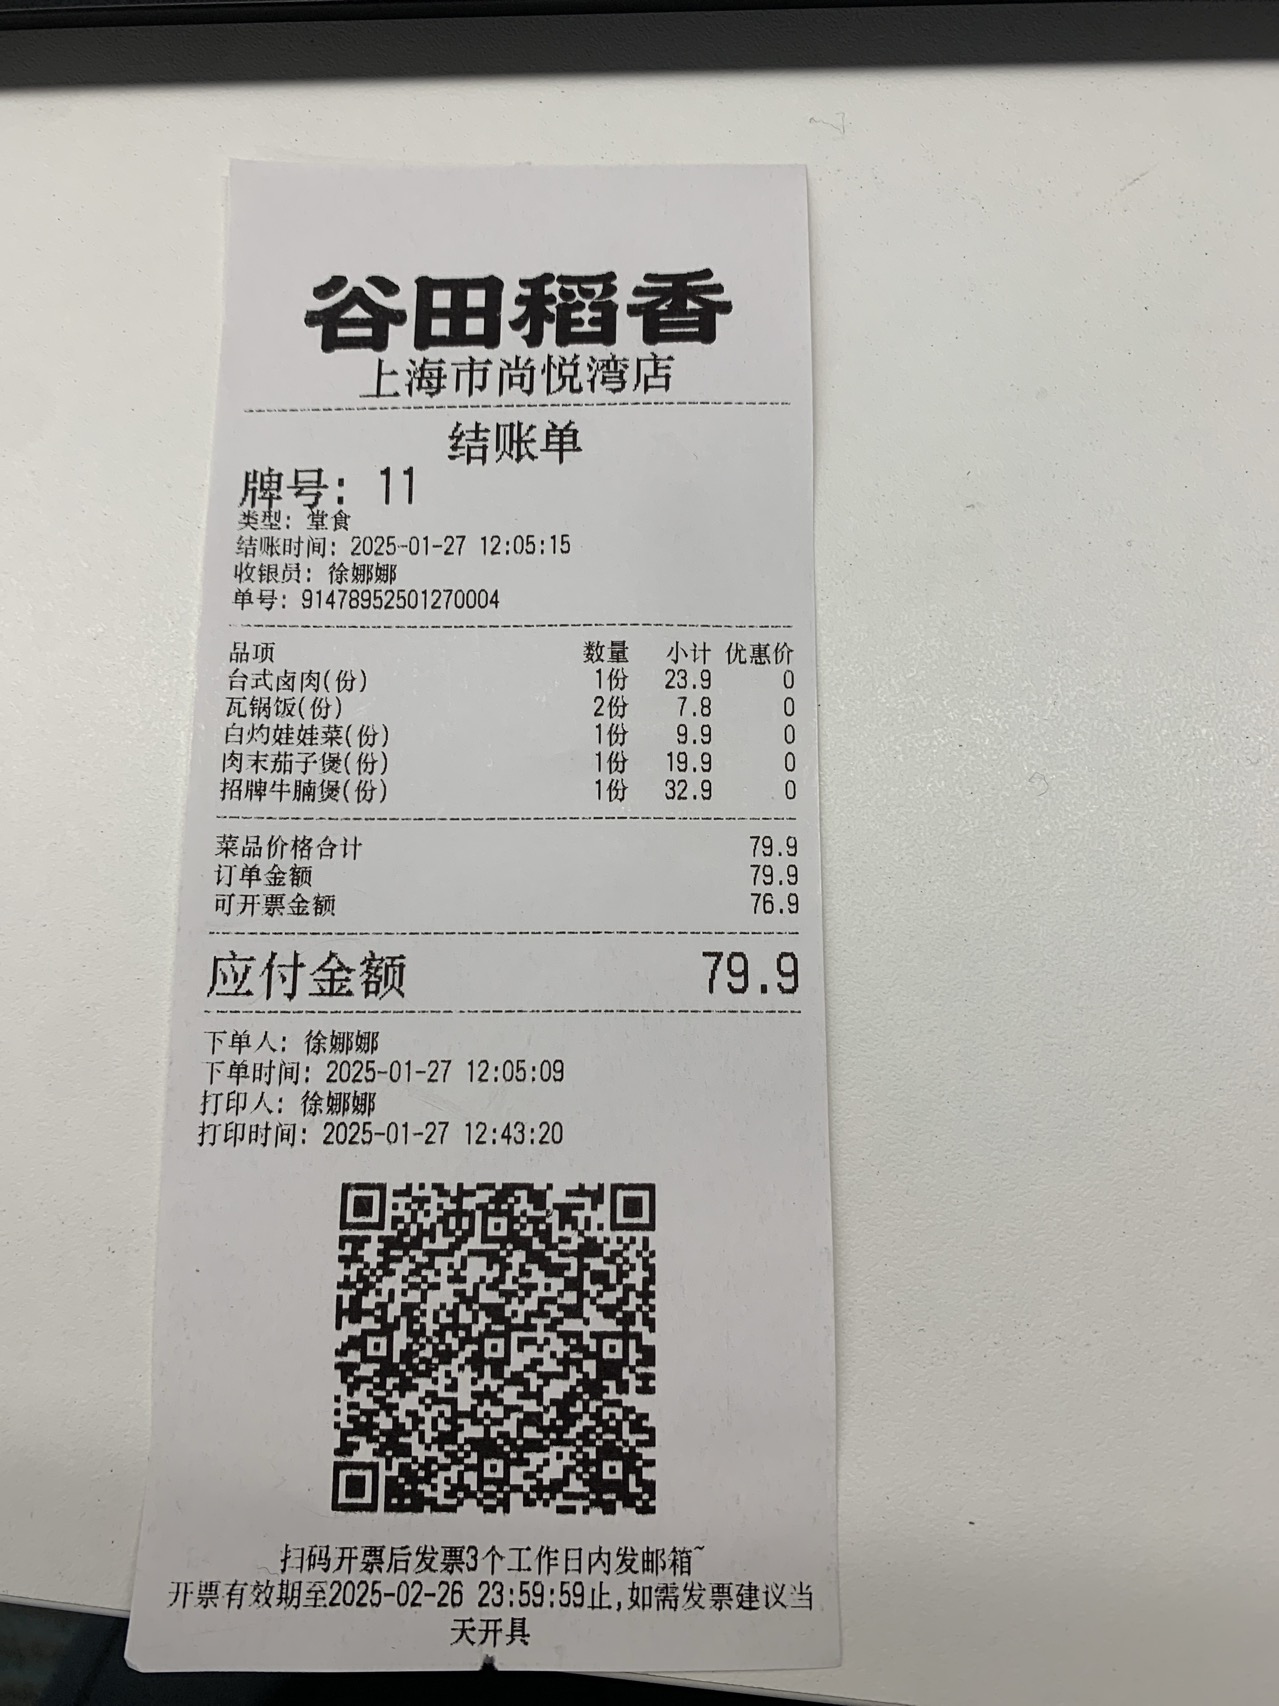 谷田稻香
上海市尚悦湾店
结账单
牌号: 11
类型: 堂食
结账时间: 2025-01-27 12:05:15
收银员: 徐娜娜
单号: 91478952501270004
品项 数量 小计 优惠价
台式卤肉(份) 1份 23.9 0
瓦锅饭(份) 2份 7.8 0
白灼娃娃菜(份) 1份 9.9 0
肉末茄子煲(份) 1份 19.9 0
招牌牛腩煲(份) 1份 32.9 0
菜品价格合计 79.9
订单金额 79.9
可开票金额 76.9
应付金额 79.9
下单人: 徐娜娜
下单时间: 2025-01-27 12:05:09
打印人: 徐娜娜
打印时间: 2025-01-27 12:43:20
扫码开票后发票3个工作日内发邮箱~
开票有效期至2025-02-26 23:59:59止,如需发票建议当
天开具